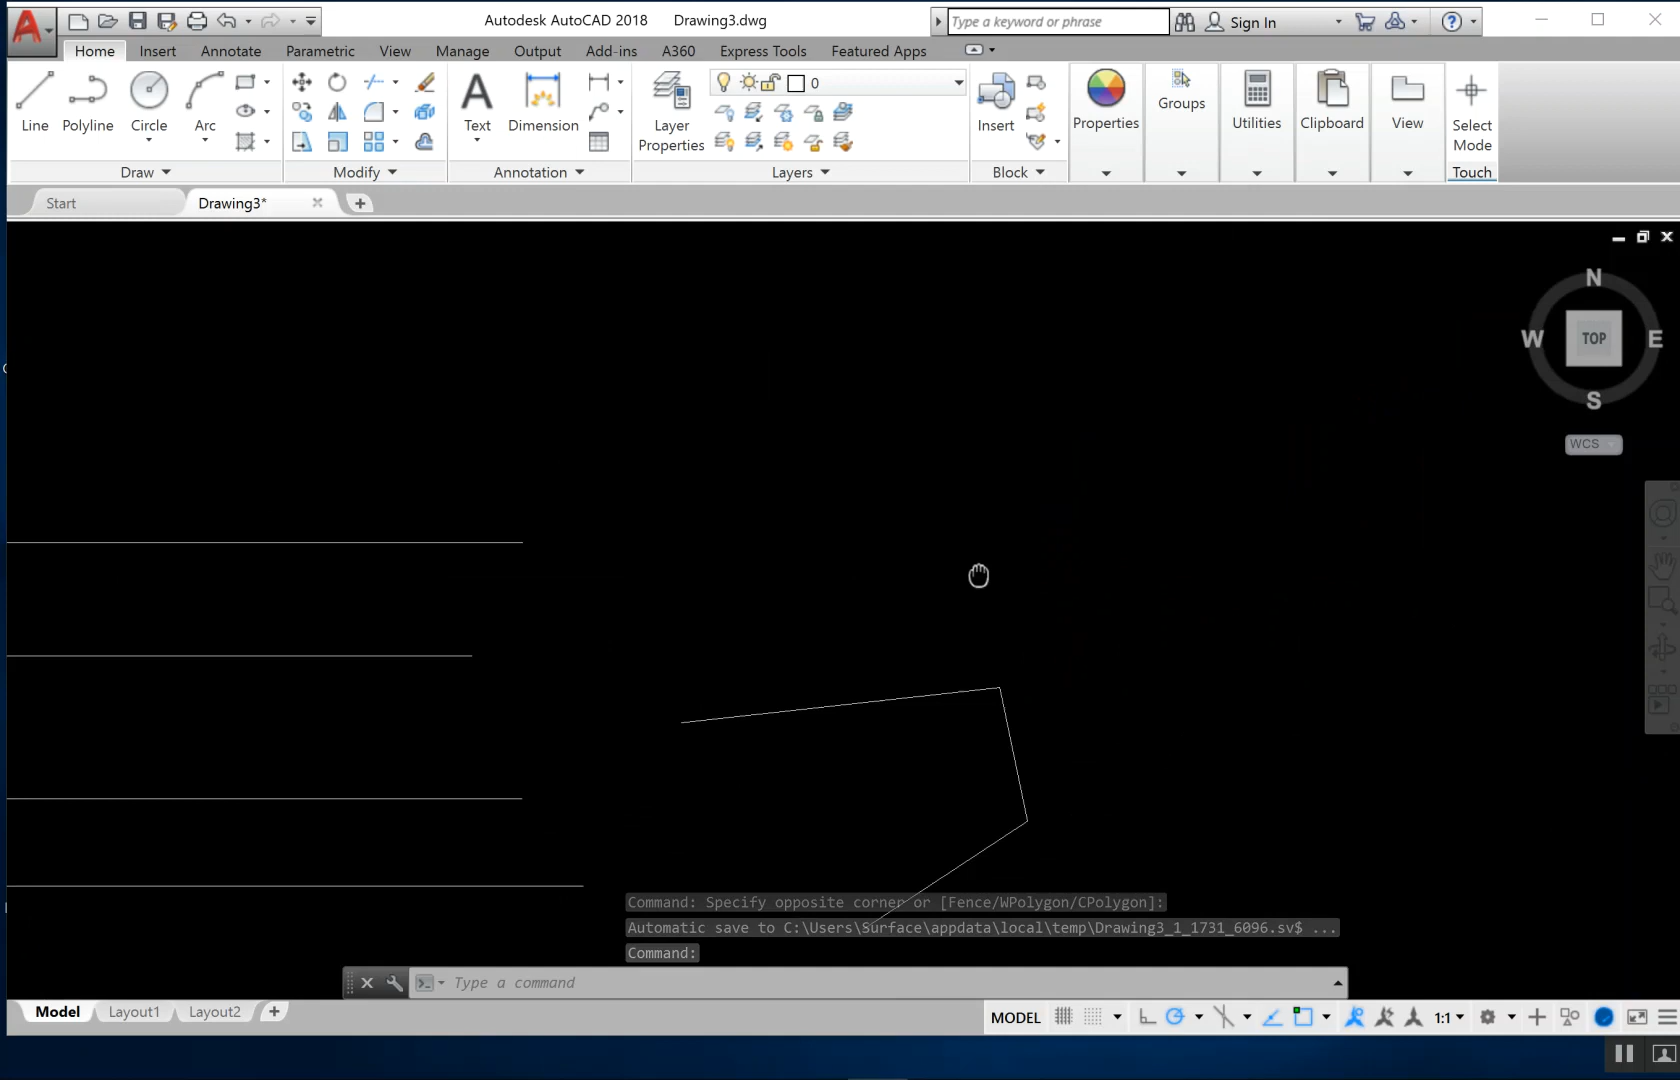 Autodesk AutoCAD 2018 Drawing3.dwg
Type a keyword or phrase
Sign In
Home Insert Annotate Parametric View Manage Output Add-ins A360 Express Tools Featured Apps
Line Polyline Circle Arc
Text Dimension
Layer Properties
0
Insert
Properties
Groups
Utilities
Clipboard
View
Select Mode
Draw Modify Annotation Layers Block Touch
Start Drawing3*
N
W TOP E
S
WCS
Command: Specify opposite corner or [Fence/WPolygon/CPolygon]:
Automatic save to C:\Users\Surface\appdata\local\temp\Drawing3_1_1731_6096.sv$ ...
Command:
Type a command
Model Layout1 Layout2
MODEL 1:1